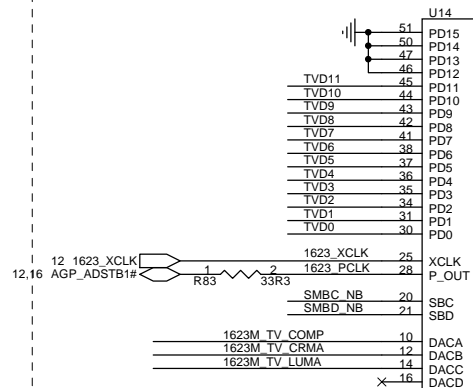 U14
51 PD15
50 PD14
47 PD13
46 PD12
TVD11 45 PD11
TVD10 44 PD10
TVD9 43 PD9
TVD8 42 PD8
TVD7 41 PD7
TVD6 38 PD6
TVD5 37 PD5
TVD4 36 PD4
TVD3 35 PD3
TVD2 34 PD2
TVD1 31 PD1
TVD0 30 PD0
12 1623_XCLK 1623_XCLK 25 XCLK
12,16 AGP_ADSTB1# 1 2 1623_PCLK 28 P_OUT
R83 33R3
SMBC_NB 20 SBC
SMBD_NB 21 SBD
1623M_TV_COMP 10 DACA
1623M_TV_CRMA 12 DACB
1623M_TV_LUMA 14 DACC
16 DACD